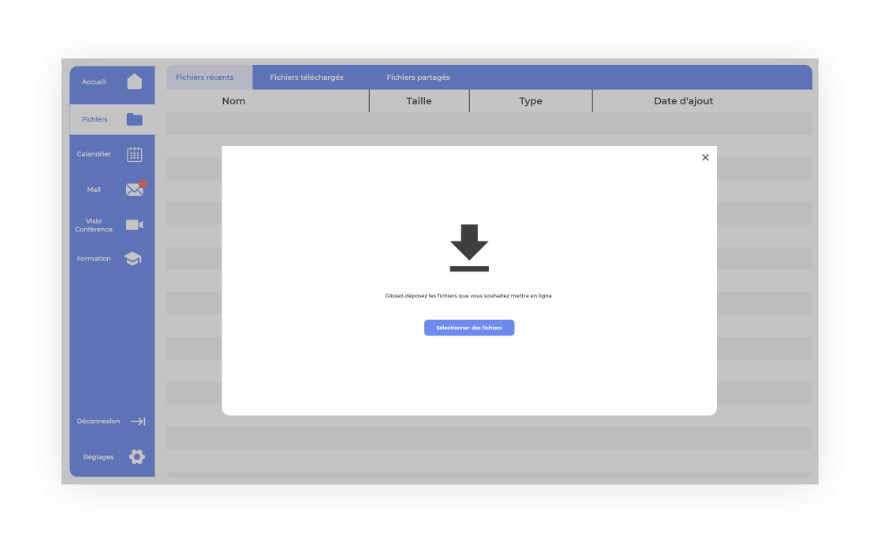 Accueil
Fichiers
Calendrier
Mail
Visio
Conférence
Formation
Déconnexion
Réglages
Fichiers récents
Fichiers téléchargés
Fichiers partagés
Nom
Taille
Type
Date d'ajout
Glissez-déposez les fichiers que vous souhaitez mettre en ligne
Sélectionner des fichiers